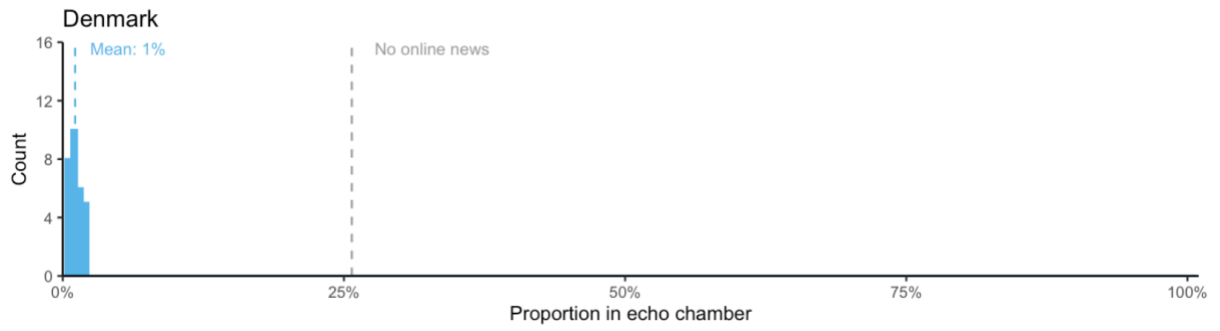 Denmark
Mean: 1%
No online news
16
12
8
4
0
Count
0%
25%
50%
75%
100%
Proportion in echo chamber